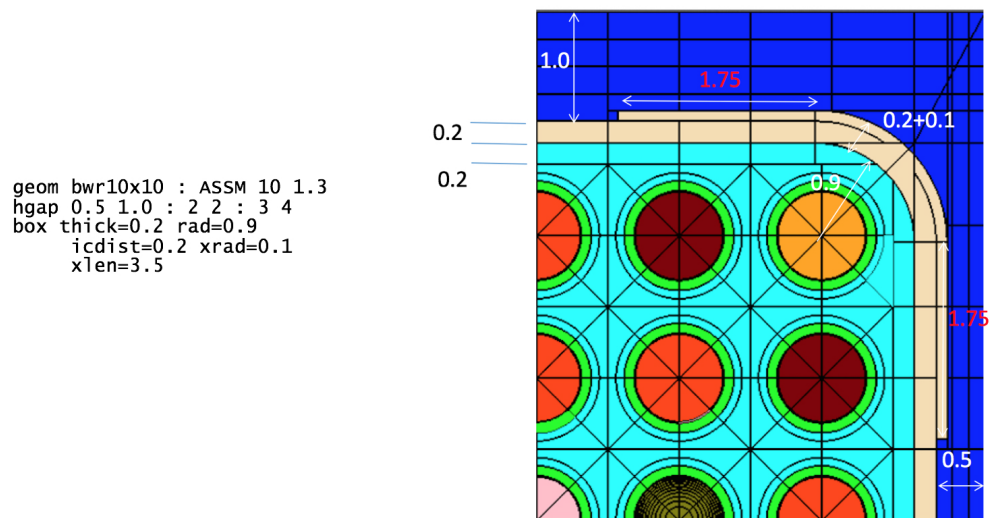 1.0
1.75
0.2+0.1
0.2
0.2
0.9
geom bwr10x10 : ASSM 10 1.3
hgap 0.5 1.0 : 2 2 : 3 4
box thick=0.2 rad=0.9
icdist=0.2 xrad=0.1
xlen=3.5
1.75
0.5